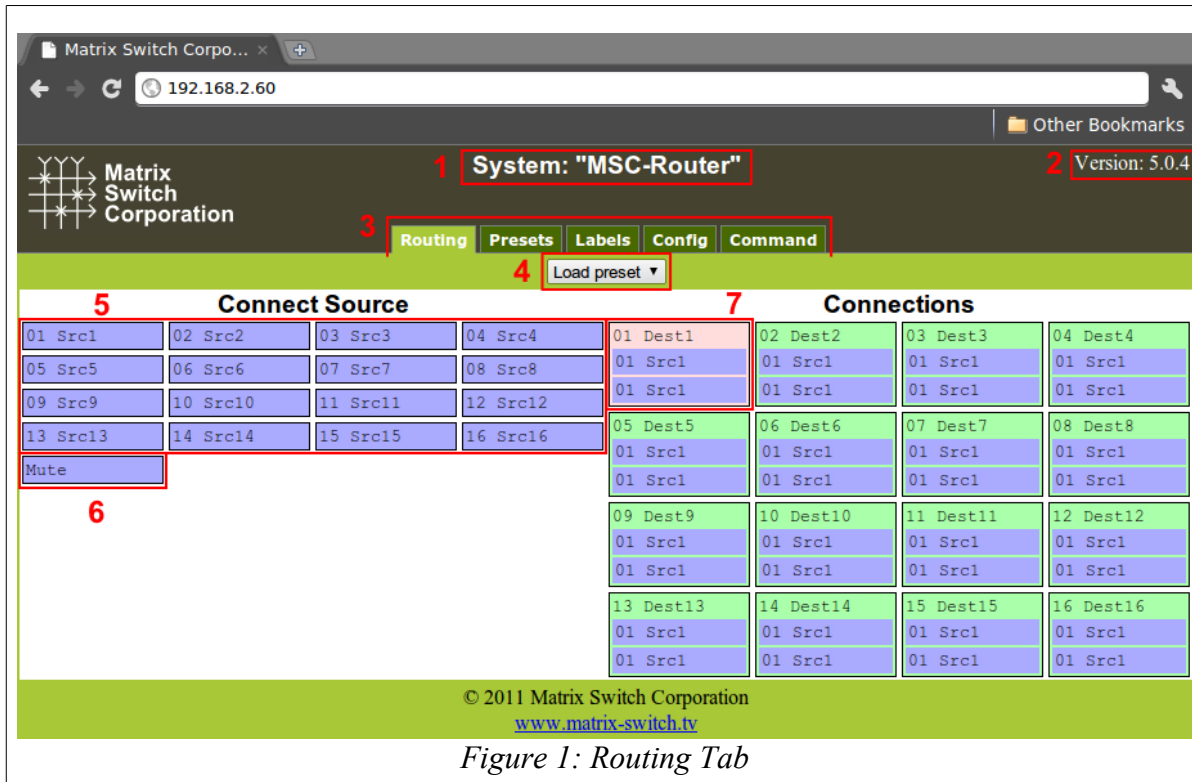 Matrix Switch Corpo... ×
192.168.2.60
Other Bookmarks
Matrix
Switch
Corporation
1 System: "MSC-Router"
2 Version: 5.0.4
3 Routing Presets Labels Config Command
4 Load preset ▼
5 Connect Source
01 Src1 02 Src2 03 Src3 04 Src4
05 Src5 06 Src6 07 Src7 08 Src8
09 Src9 10 Src10 11 Src11 12 Src12
13 Src13 14 Src14 15 Src15 16 Src16
Mute
6
7 Connections
01 Dest1 02 Dest2 03 Dest3 04 Dest4
01 Src1 01 Src1 01 Src1 01 Src1
01 Src1 01 Src1 01 Src1 01 Src1
05 Dest5 06 Dest6 07 Dest7 08 Dest8
01 Src1 01 Src1 01 Src1 01 Src1
01 Src1 01 Src1 01 Src1 01 Src1
09 Dest9 10 Dest10 11 Dest11 12 Dest12
01 Src1 01 Src1 01 Src1 01 Src1
01 Src1 01 Src1 01 Src1 01 Src1
13 Dest13 14 Dest14 15 Dest15 16 Dest16
01 Src1 01 Src1 01 Src1 01 Src1
01 Src1 01 Src1 01 Src1 01 Src1
© 2011 Matrix Switch Corporation
www.matrix-switch.tv
Figure 1: Routing Tab